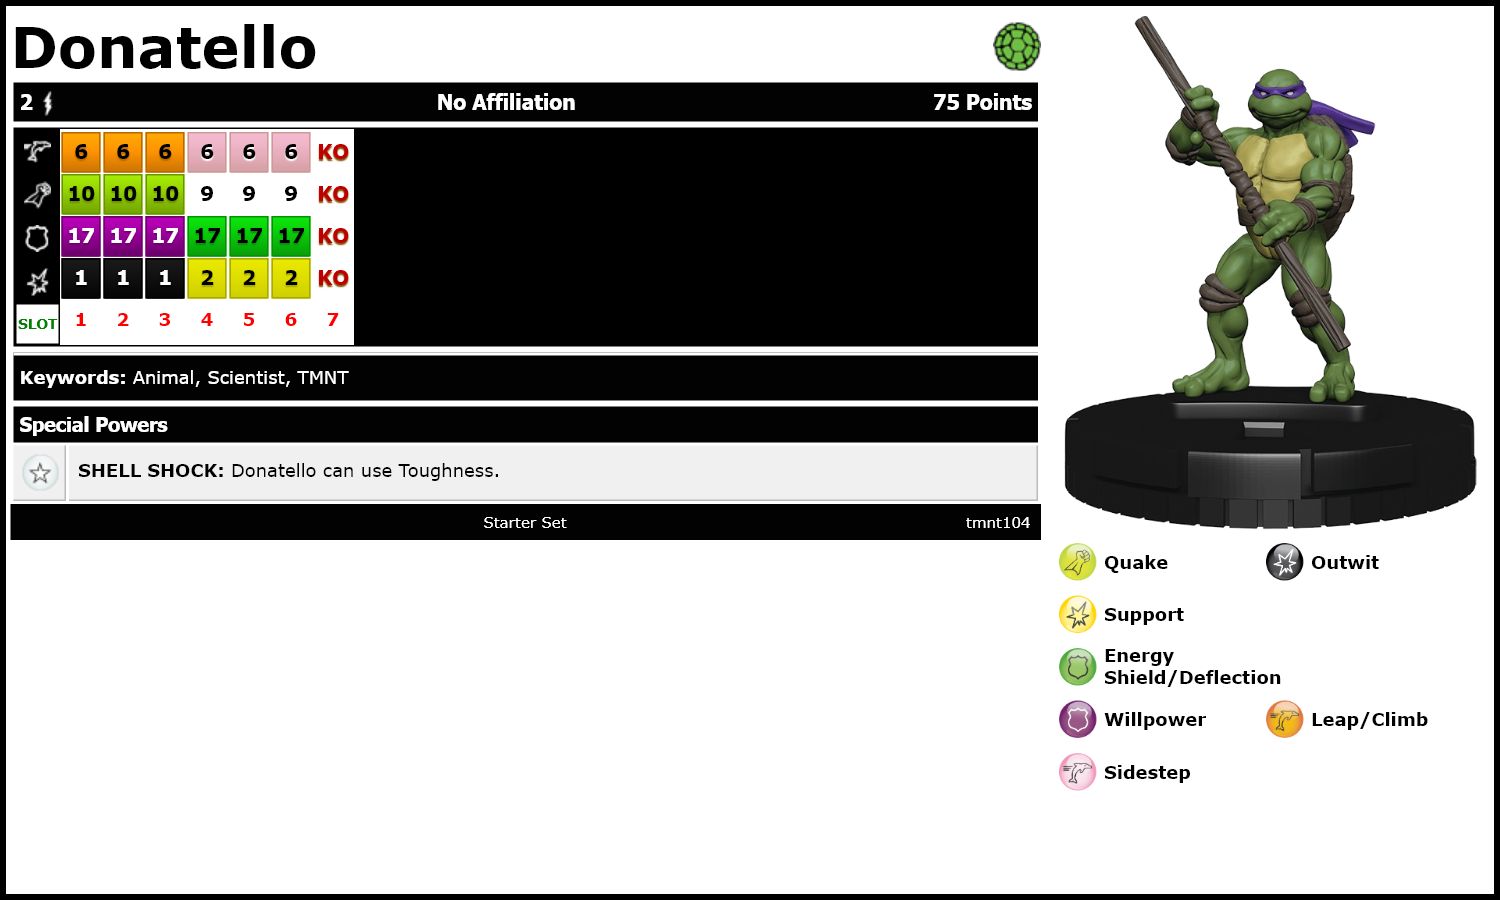 Donatello
2 No Affiliation 75 Points
6 6 6 6 6 6 KO
10 10 10 9 9 9 KO
17 17 17 17 17 17 KO
1 1 1 2 2 2 KO
SLOT 1 2 3 4 5 6 7
Keywords: Animal, Scientist, TMNT
Special Powers
SHELL SHOCK: Donatello can use Toughness.
Starter Set tmnt104
Quake Outwit
Support
Energy
Shield/Deflection
Willpower Leap/Climb
Sidestep